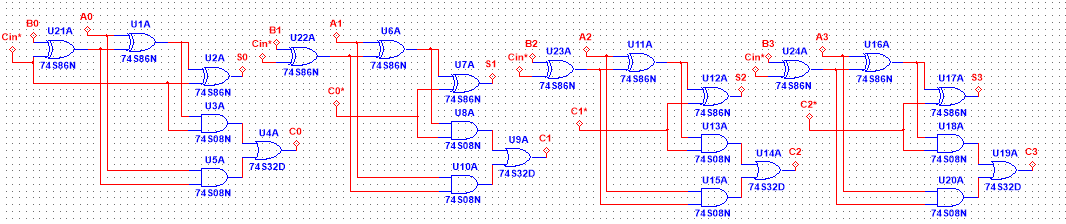 B0
A0
U1A
Cin*
U21A
74S86N
U2A
S0
74S86N
74S86N
U3A
74S08N
U4A
C0
U5A
74S32D
74S08N
B1
A1
U6A
Cin*
U22A
74S86N
U7A
S1
74S86N
C0*
74S86N
U8A
74S08N
U9A
C1
U10A
74S32D
74S08N
B2
A2
U11A
Cin*
U23A
74S86N
U12A
S2
74S86N
C1*
74S86N
U13A
74S08N
U14A
C2
U15A
74S32D
74S08N
B3
A3
U16A
Cin*
U24A
74S86N
U17A
S3
74S86N
C2*
74S86N
U18A
74S08N
U19A
C3
U20A
74S32D
74S08N